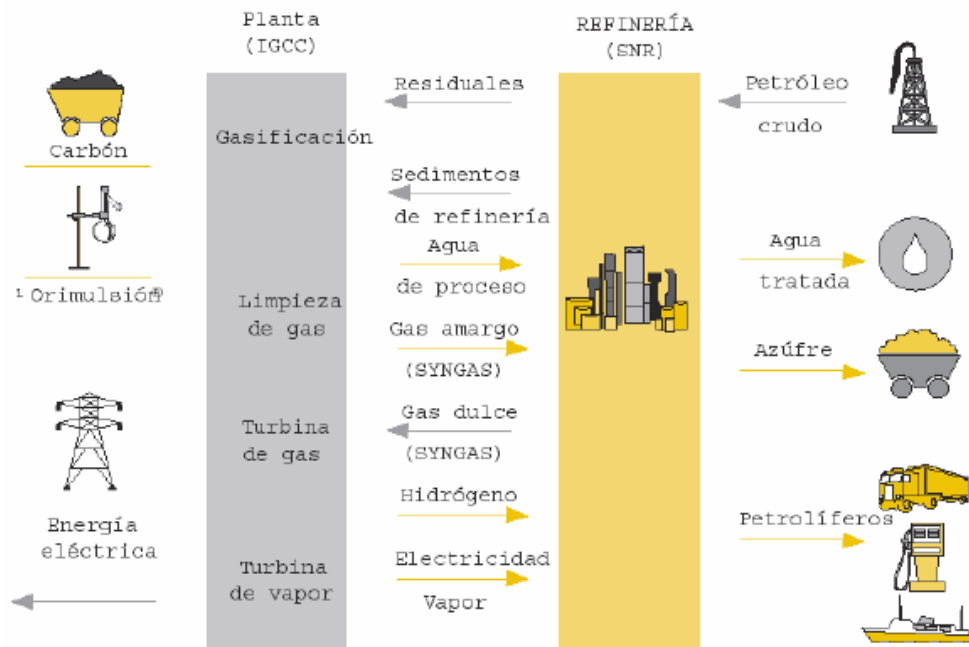 Planta
(IGCC)
REFINERÍA
(SNR)
Carbón
¹ Orimulsión®
Energía
eléctrica
Gasificación
Limpieza
de gas
Turbina
de gas
Turbina
de vapor
Residuales
Sedimentos
de refinería
Agua
de proceso
Gas amargo
(SYNGAS)
Gas dulce
(SYNGAS)
Hidrógeno
Electricidad
Vapor
Petróleo
crudo
Agua
tratada
Azúfre
Petrolíferos